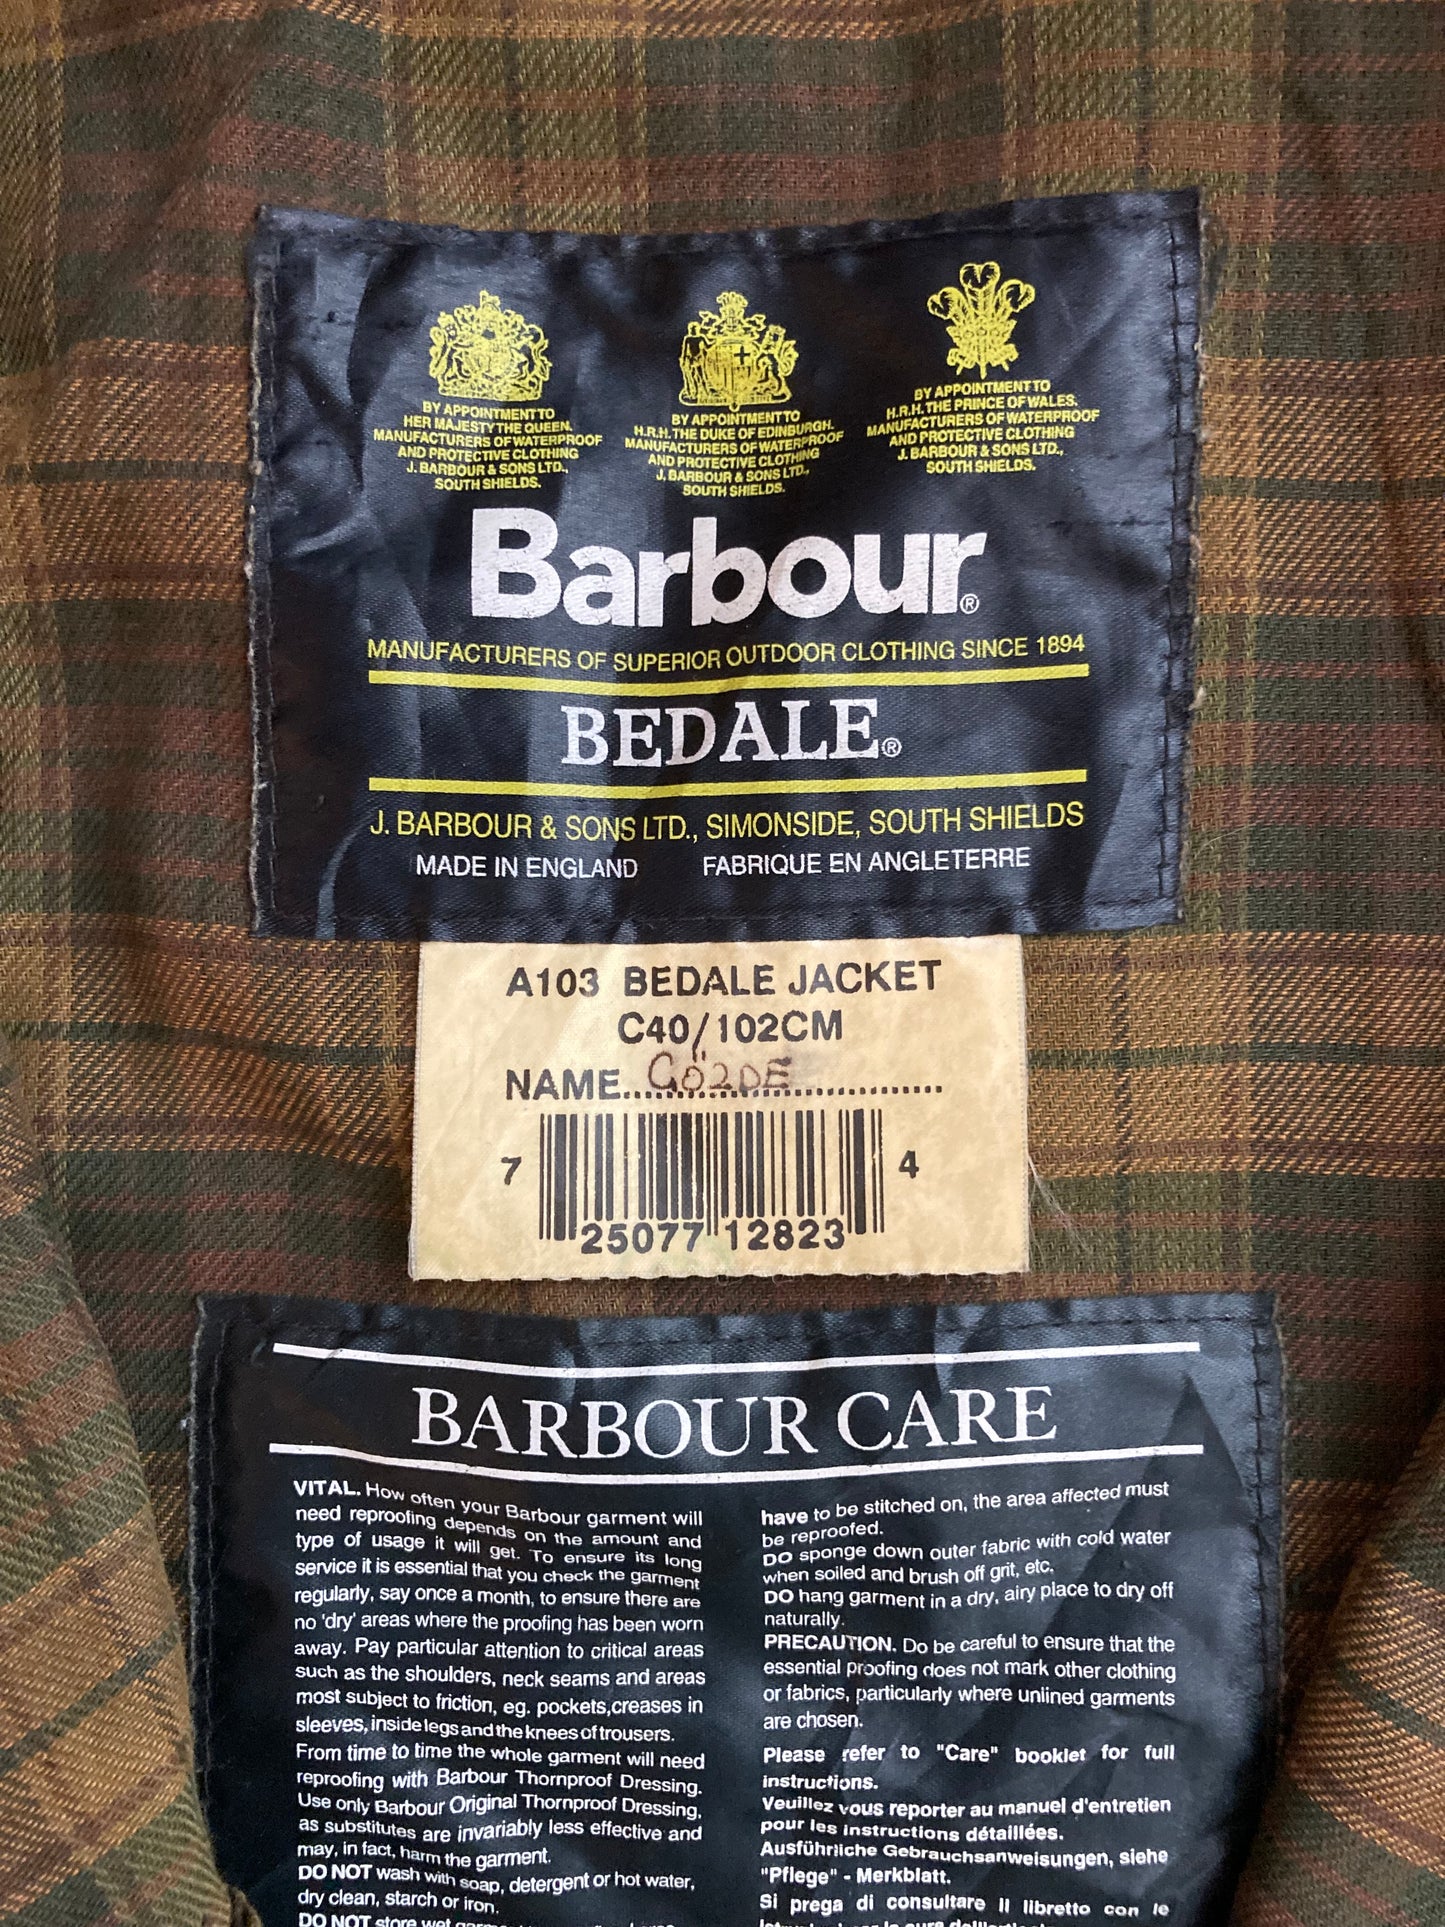 BY APPOINTMENT TO
HER MAJESTY THE QUEEN.
MANUFACTURERS OF WATERPROOF
AND PROTECTIVE CLOTHING
J. BARBOUR & SONS LTD.,
SOUTH SHIELDS.
BY APPOINTMENT TO
H.R.H. THE DUKE OF EDINBURGH.
MANUFACTURERS OF WATERPROOF
AND PROTECTIVE CLOTHING
J. BARBOUR & SONS LTD.,
SOUTH SHIELDS.
BY APPOINTMENT TO
H.R.H. THE PRINCE OF WALES.
MANUFACTURERS OF WATERPROOF
AND PROTECTIVE CLOTHING
J. BARBOUR & SONS LTD.,
SOUTH SHIELDS.
Barbour®
MANUFACTURERS OF SUPERIOR OUTDOOR CLOTHING SINCE 1894
BEDALE®
J. BARBOUR & SONS LTD., SIMONSIDE, SOUTH SHIELDS
MADE IN ENGLAND FABRIQUE EN ANGLETERRE
A103 BEDALE JACKET
C40/102CM
NAME...............................
7 25077 12823 4
BARBOUR CARE
VITAL. How often your Barbour garment will
need reproofing depends on the amount and
type of usage it will get. To ensure its long
service it is essential that you check the garment
regularly, say once a month, to ensure there are
no 'dry' areas where the proofing has been worn
away. Pay particular attention to critical areas
such as the shoulders, neck seams and areas
most subject to friction, eg. pockets,creases in
sleeves, inside legs and the knees of trousers.
From time to time the whole garment will need
reproofing with Barbour Thornproof Dressing.
Use only Barbour Original Thornproof Dressing,
as substitutes are invariably less effective and
may, in fact, harm the garment.
DO NOT wash with soap, detergent or hot water,
dry clean, starch or iron.
DO NOT store wet
have to be stitched on, the area affected must
be reproofed.
DO sponge down outer fabric with cold water
when soiled and brush off grit, etc.
DO hang garment in a dry, airy place to dry off
naturally.
PRECAUTION. Do be careful to ensure that the
essential proofing does not mark other clothing
or fabrics, particularly where unlined garments
are chosen.
Please refer to "Care" booklet for full
instructions.
Veuillez vous reporter au manuel d'entretien
pour les instructions détaillées.
Ausführliche Gebrauchsanweisungen, siehe
"Pflege" - Merkblatt.
Si prega di consultare il libretto con le